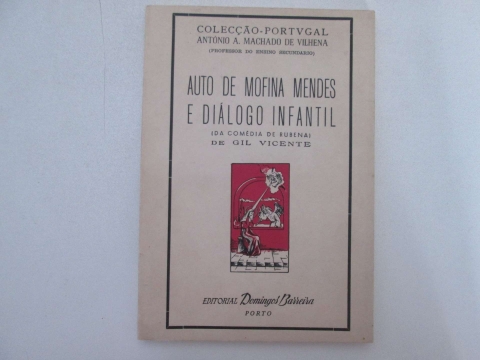 COLECÇÃO-PORTVGAL
ANTÓNIO A. MACHADO DE VILHENA
(PROFESSOR DO ENSINO SECUNDÁRIO)
AUTO DE MOFINA MENDES
E DIÁLOGO INFANTIL
(DA COMÉDIA DE RUBENA)
DE GIL VICENTE
EDITORIAL Domingos Barreira
PORTO